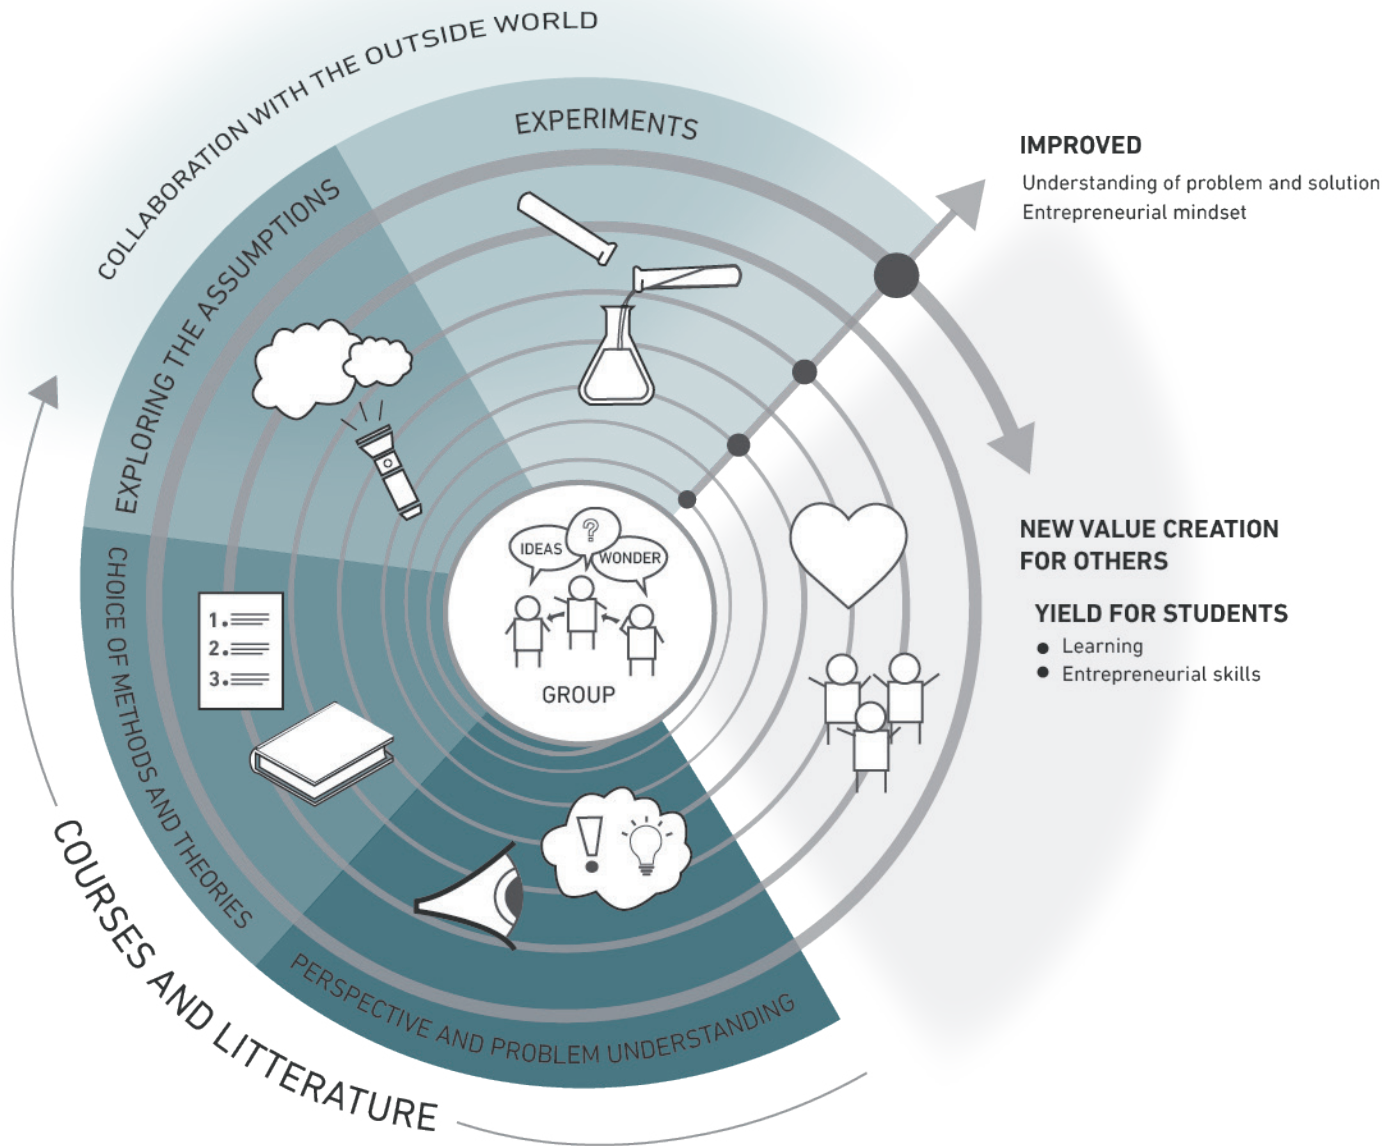 COLLABORATION WITH THE OUTSIDE WORLD
EXPERIMENTS
EXPLORING THE ASSUMPTIONS
CHOICE OF METHODS AND THEORIES
PERSPECTIVE AND PROBLEM UNDERSTANDING
COURSES AND LITTERATURE
IDEAS
?
WONDER
GROUP
1.
2.
3.
!
IMPROVED
Understanding of problem and solution
Entrepreneurial mindset
NEW VALUE CREATION
FOR OTHERS
YIELD FOR STUDENTS
● Learning
● Entrepreneurial skills